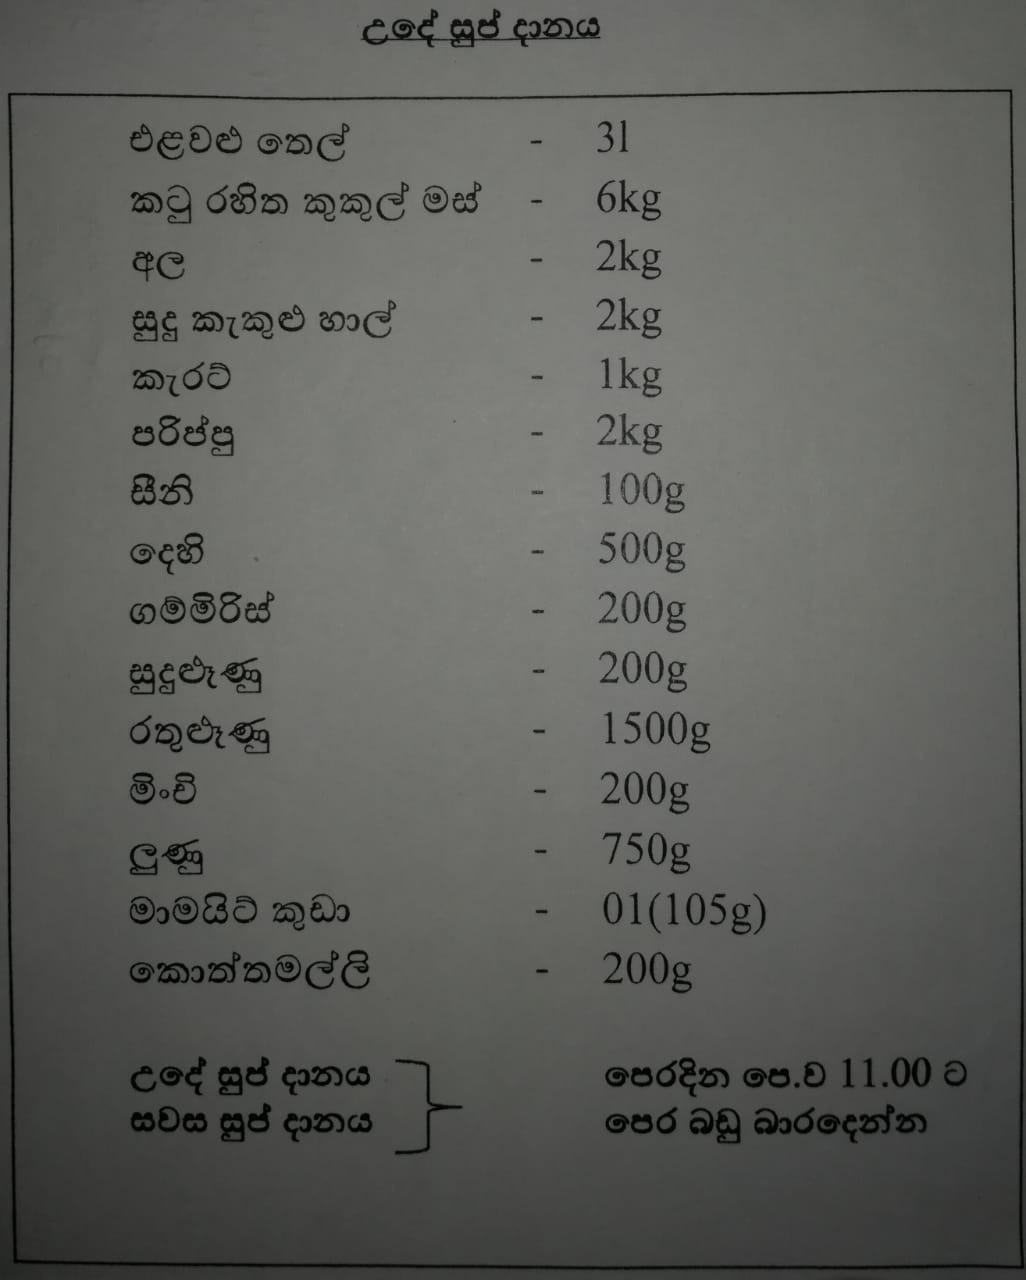 උදේ සුප් දානය
එළවළු තෙල් - 3l
කටු රහිත කුකුල් මස් - 6kg
අල - 2kg
සුදු කැකුළු හාල් - 2kg
කැරට් - 1kg
පරිප්පු - 2kg
සීනි - 100g
දෙහි - 500g
ගම්මිරිස් - 200g
සුදුළූණු - 200g
රතුළූණු - 1500g
මිංචි - 200g
ලුණු - 750g
මාමයිට් කුඩා - 01(105g)
කොත්තමල්ලි - 200g
උදේ සුප් දානය
සවස සුප් දානය
පෙරදින පෙ.ව 11.00 ට
පෙර බඩු බාරදෙන්න